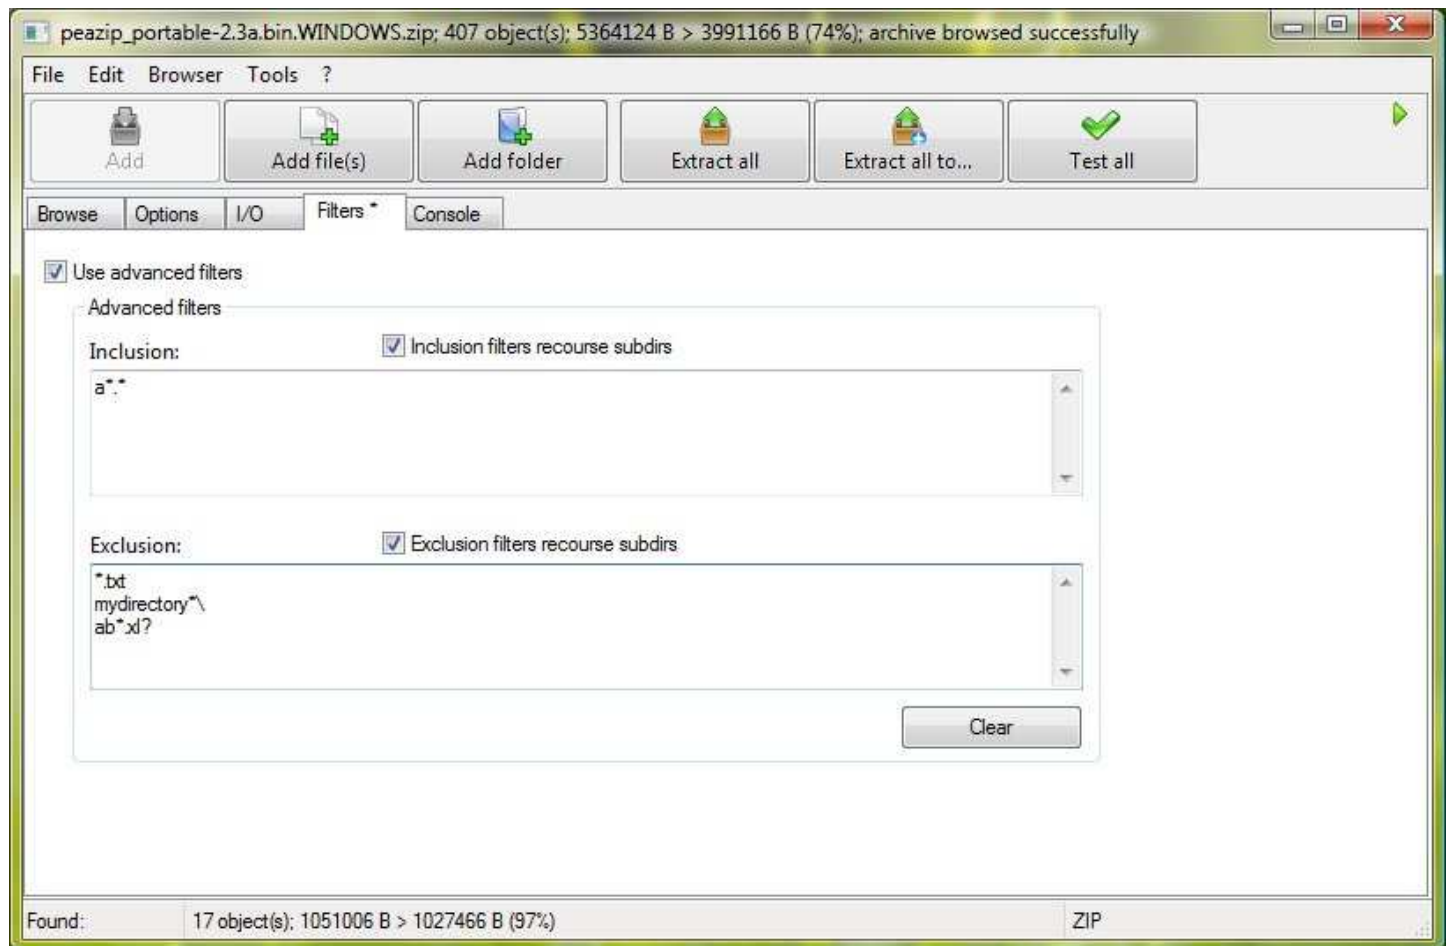 peazip_portable-2.3a.bin.WINDOWS.zip; 407 object(s); 5364124 B > 3991166 B (74%); archive browsed successfully
File Edit Browser Tools ?
Add Add file(s) Add folder Extract all Extract all to... Test all
Browse Options I/O Filters * Console
Use advanced filters
Advanced filters
Inclusion: Inclusion filters recourse subdirs
a*.*
Exclusion: Exclusion filters recourse subdirs
*.txt
mydirectory*\
ab*.xl?
Clear
Found: 17 object(s); 1051006 B > 1027466 B (97%) ZIP